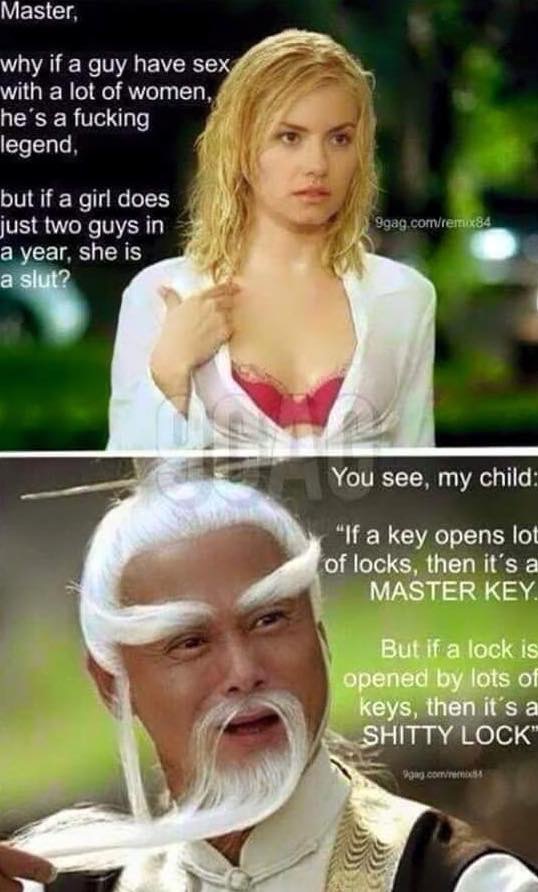 Master,
why if a guy have sex
with a lot of women,
he´s a fucking
legend,
but if a girl does
just two guys in
a year, she is
a slut?
9gag.com/remix84
9GAG
You see, my child:
“If a key opens lot
of locks, then it´s a
MASTER KEY.
But if a lock is
opened by lots of
keys, then it´s a
SHITTY LOCK”
9gag.com/remix84